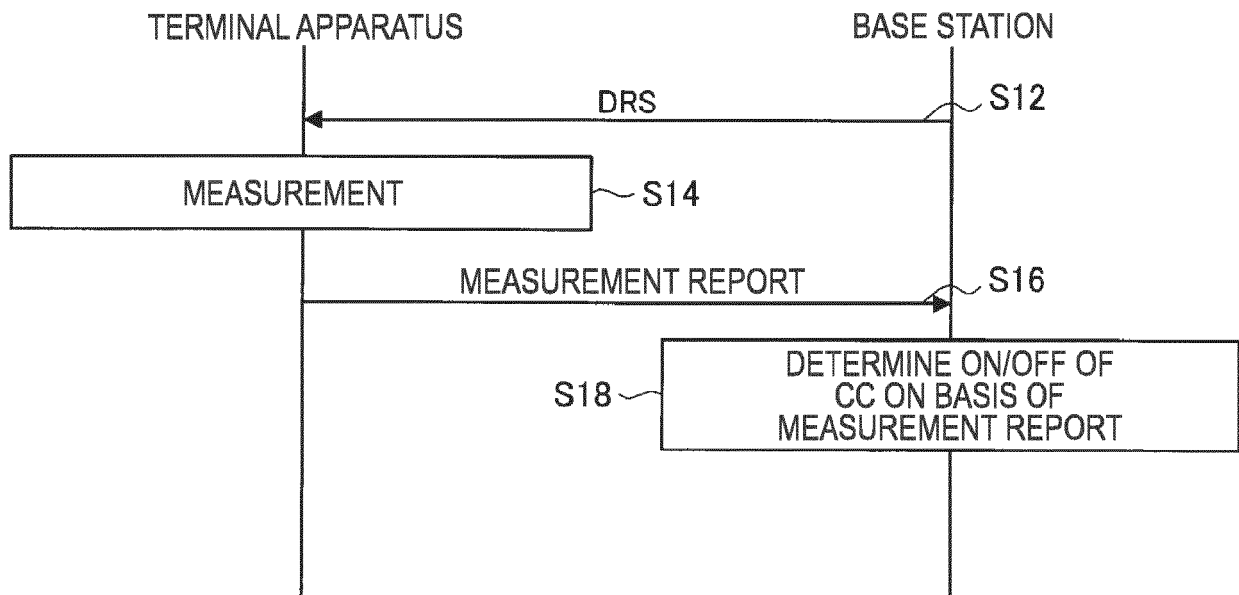 TERMINAL APPARATUS
BASE STATION
DRS
S12
MEASUREMENT
S14
MEASUREMENT REPORT
S16
DETERMINE ON/OFF OF
CC ON BASIS OF
MEASUREMENT REPORT
S18